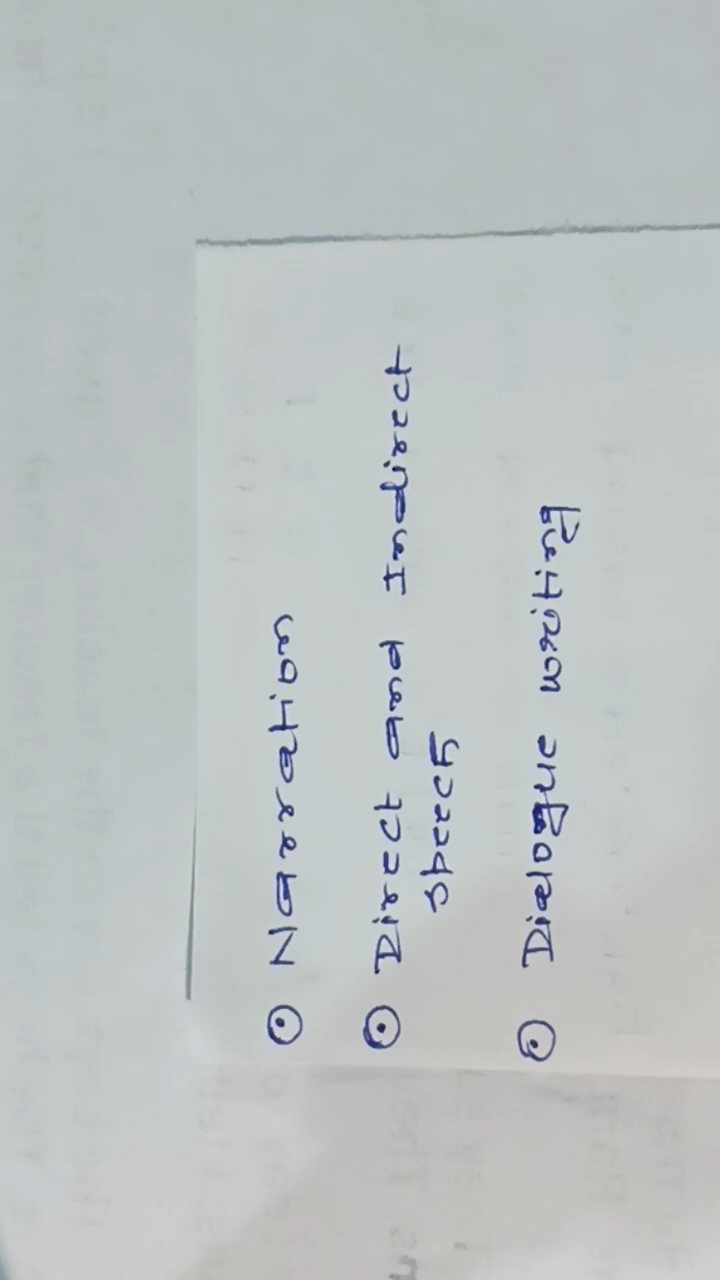 ⊙ Narration
⊙ Direct and Indirect
speech
⊙ Dialogue writing